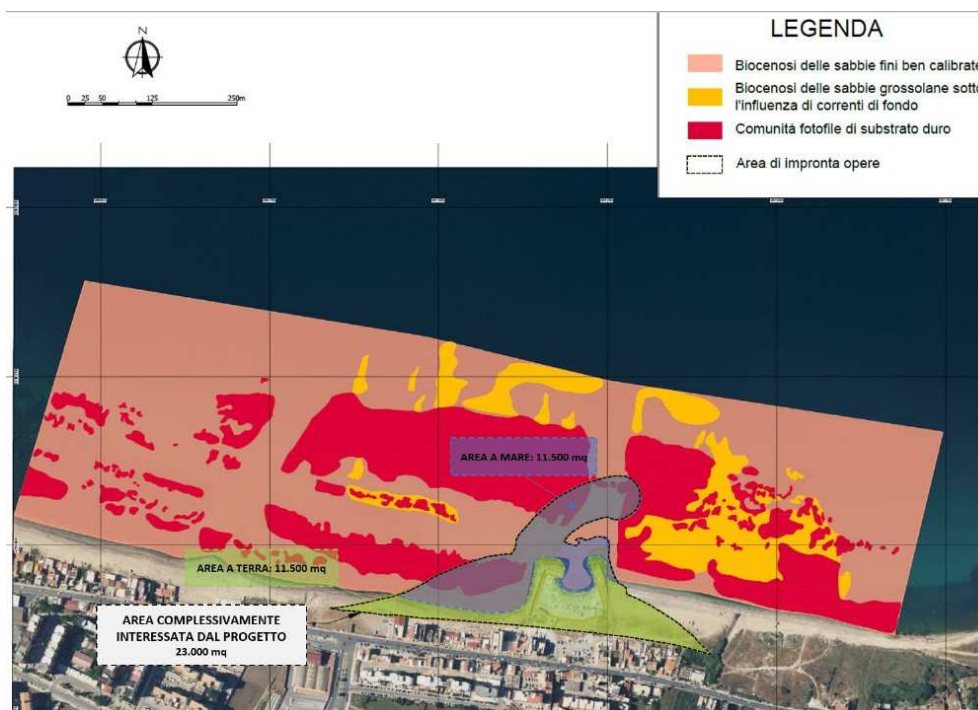 LEGENDA
Biocenosi delle sabbie fini ben calibrate
Biocenosi delle sabbie grossolane sotto
l'influenza di correnti di fondo
Comunità fotofile di substrato duro
Area di impronta opere
0 25 50 125 250m
AREA A MARE: 11.500 mq
AREA A TERRA: 11.500 mq
AREA COMPLESSIVAMENTE
INTERESSATA DAL PROGETTO
23.000 mq